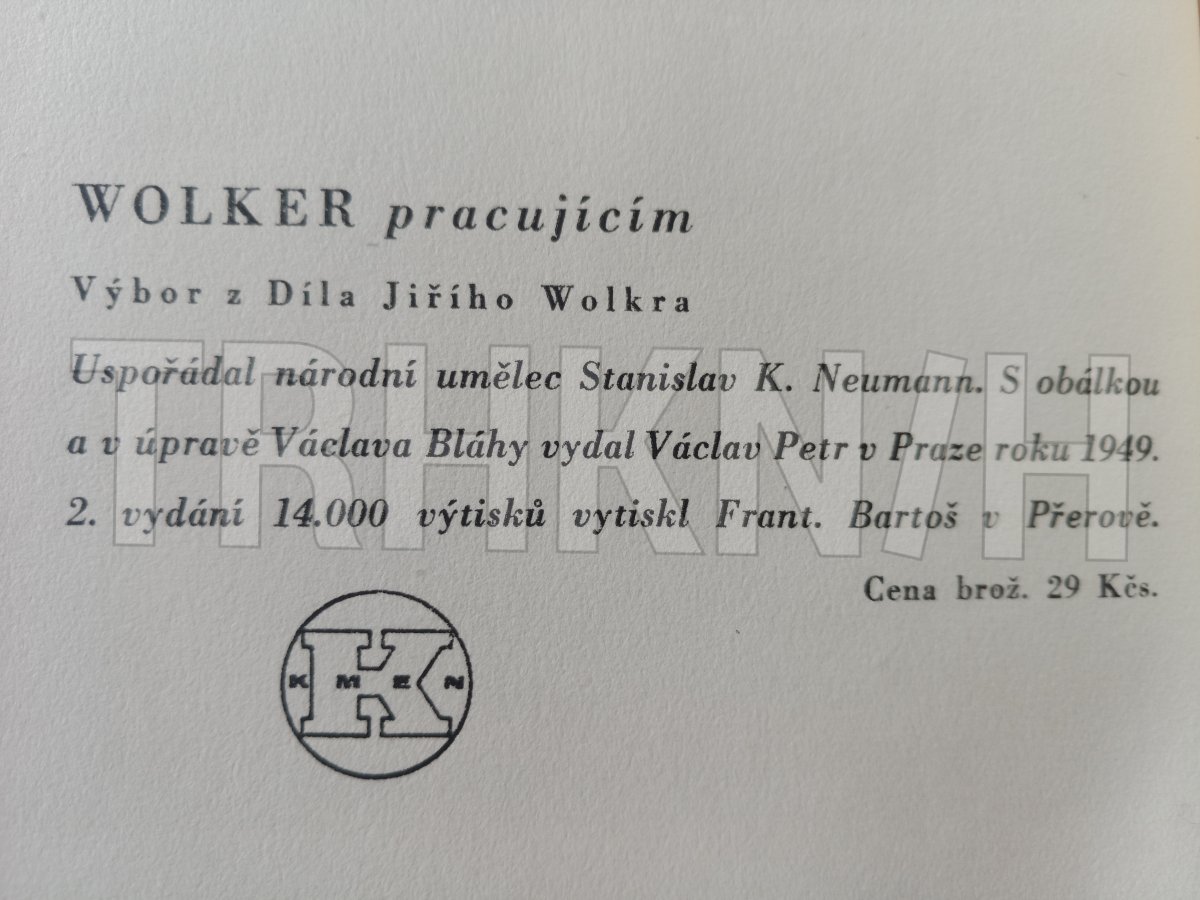 WOLKER pracujícím
Výbor z Díla Jiřího Wolkra
Uspořádal národní umělec Stanislav K. Neumann. S obálkou
a v úpravě Václava Bláhy vydal Václav Petr v Praze roku 1949.
2. vydání 14.000 výtisků vytiskl Frant. Bartoš v Přerově.
Cena brož. 29 Kčs.
K M E N
TRHKNIH